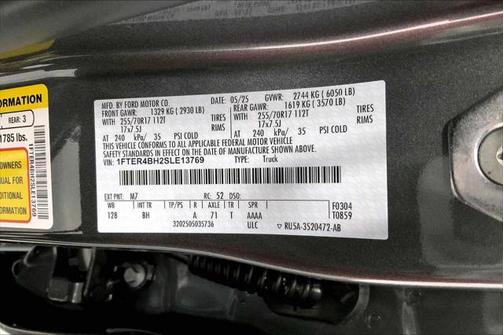 FORMATION
REAR: 3
1785 lbs.
1FTER4BH2SLE13769
OWNERS
MANUAL FOR
ADDITIONAL
INFORMATION
MFD. BY FORD MOTOR CO.
DATE: 05/25 GVWR: 2744 KG ( 6050 LB)
FRONT GAWR: 1329 KG ( 2930 LB) REAR GAWR: 1619 KG ( 3570 LB)
WITH 255/70R17 112T TIRES WITH 255/70R17 112T TIRES
17x7.5J RIMS 17x7.5J RIMS
AT 240 kPa/ 35 PSI COLD AT 240 kPa/ 35 PSI COLD
THIS VEHICLE CONFORMS TO ALL APPLICABLE FEDERAL MOTOR VEHICLE
SAFETY STANDARDS IN EFFECT ON THE DATE OF MANUFACTURE SHOWN ABOVE.
VIN: 1FTER4BH2SLE13769
TYPE: Truck
EXT PNT: M7 RC: 52 DSO:
WB INT TR TP/PS R AXLE TR SPR F0304
128 BH A 71 T AAAA T0859
3202505035736 ULC RU5A-3520472-AB